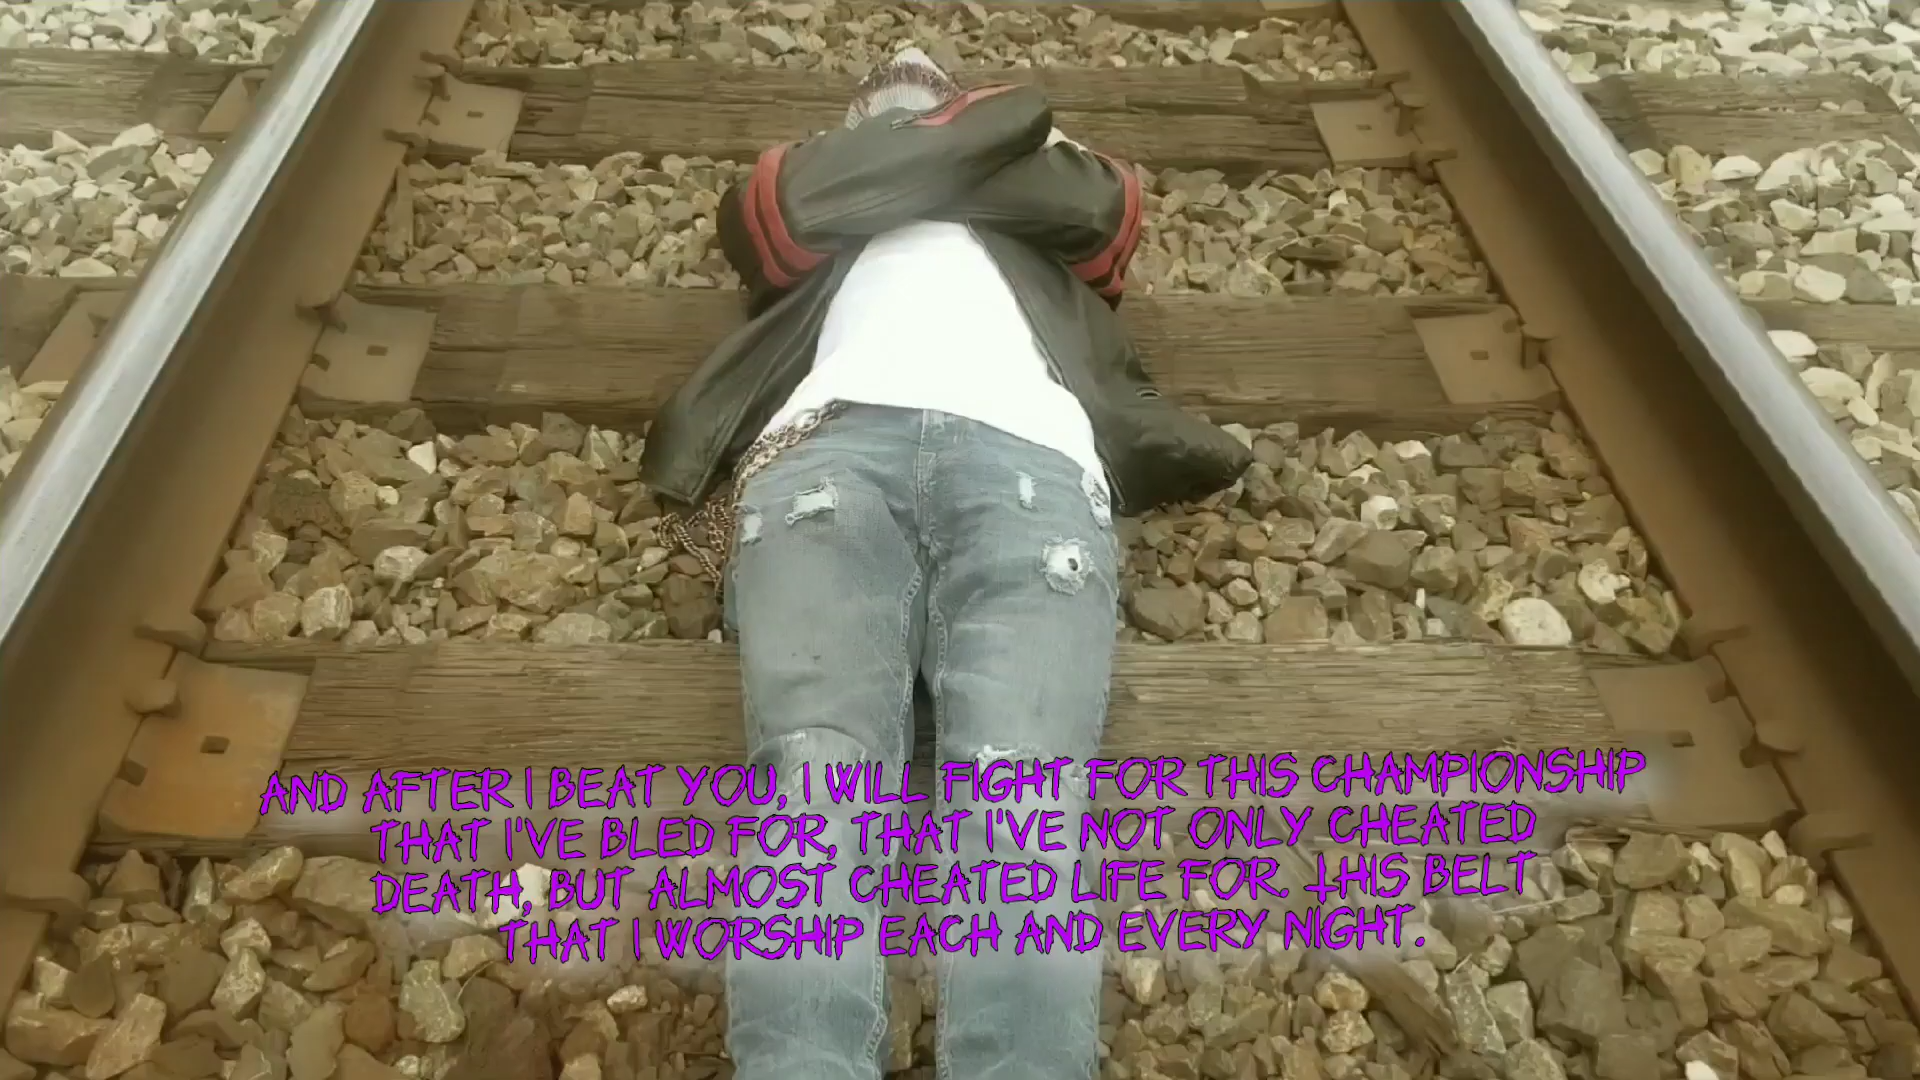 AND AFTER I BEAT YOU, I WILL FIGHT FOR THIS CHAMPIONSHIP
THAT I'VE BLED FOR, THAT I'VE NOT ONLY CHEATED
DEATH, BUT ALMOST CHEATED LIFE FOR. THIS BELT
THAT I WORSHIP EACH AND EVERY NIGHT.